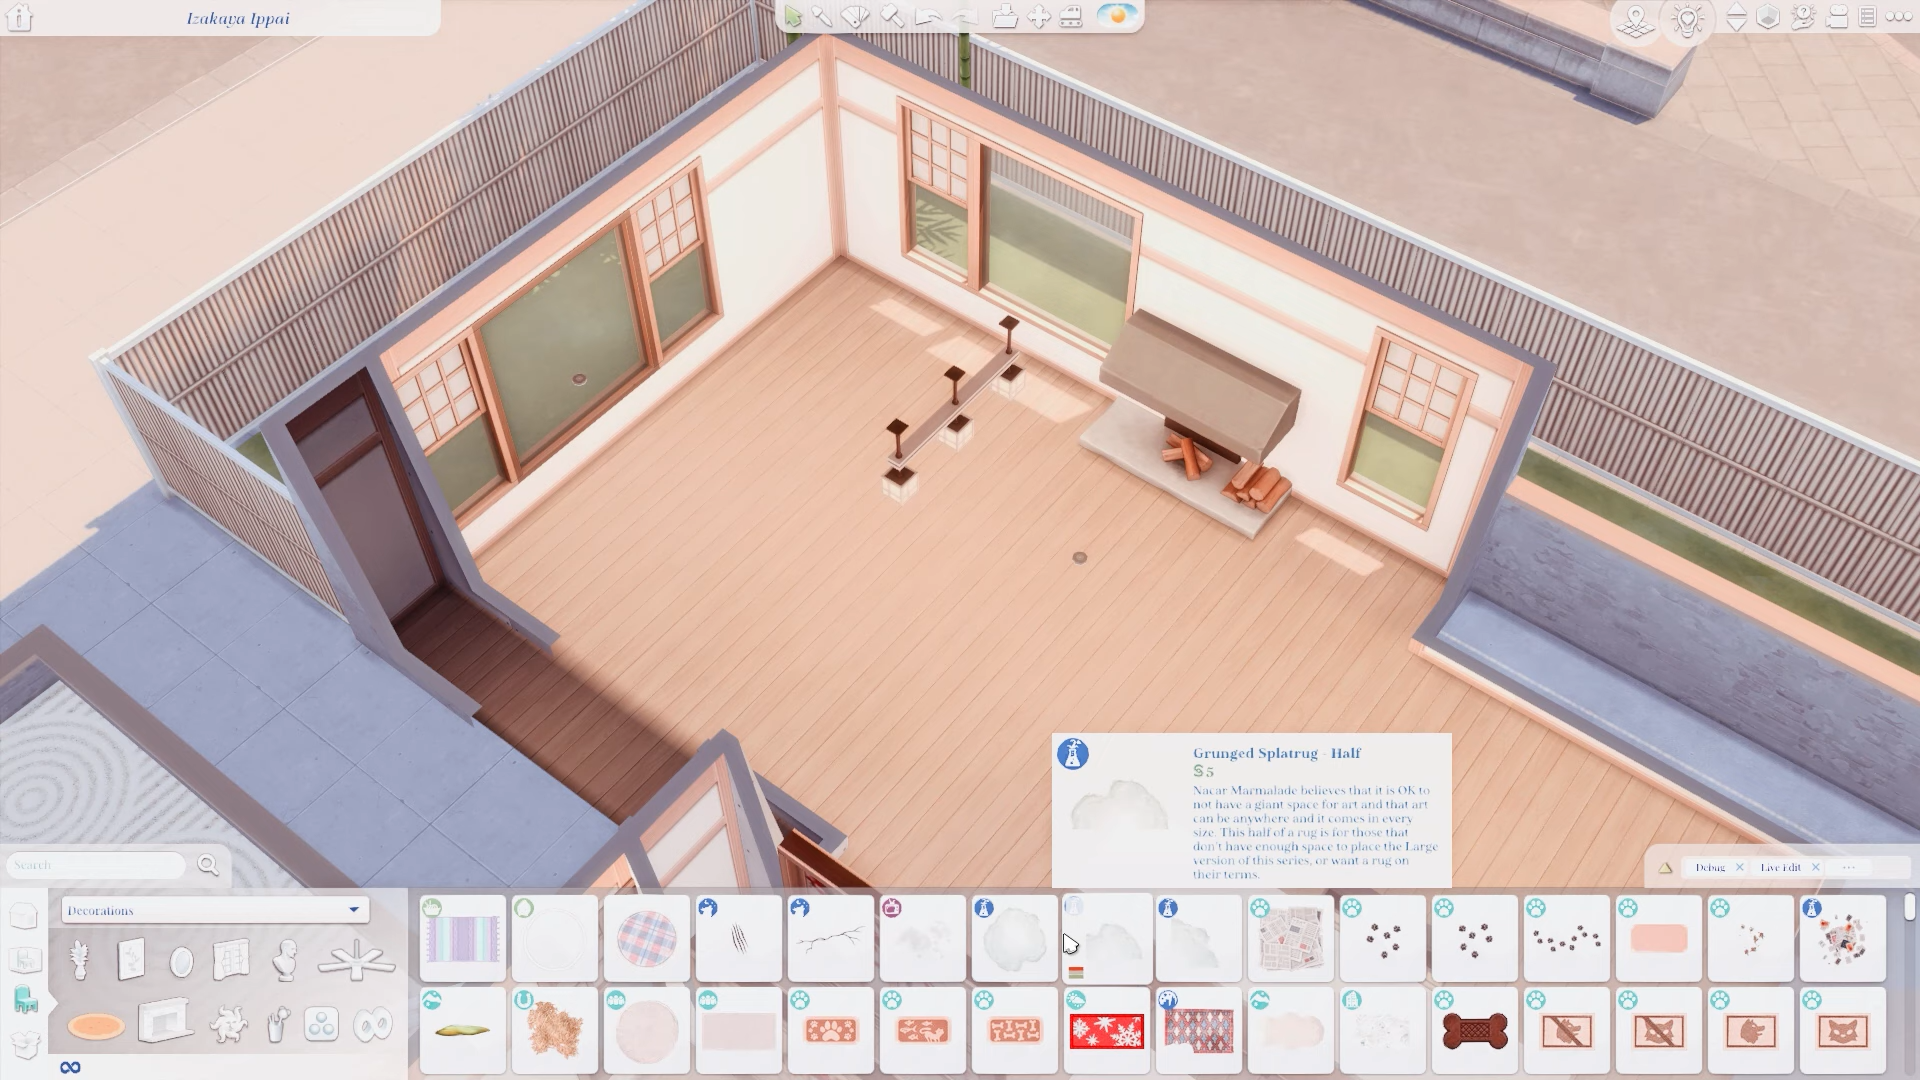 Izakaya Ippai
Grunged Splatrug - Half
§5
Nacar Marmalade believes that it is OK to
not have a giant space for art and that art
can be anywhere and it comes in every
size. This half of a rug is for those that
don't have enough space to place the Large
version of this series, or want a rug on
their terms.
Search
Debug
Live Edit
Decorations